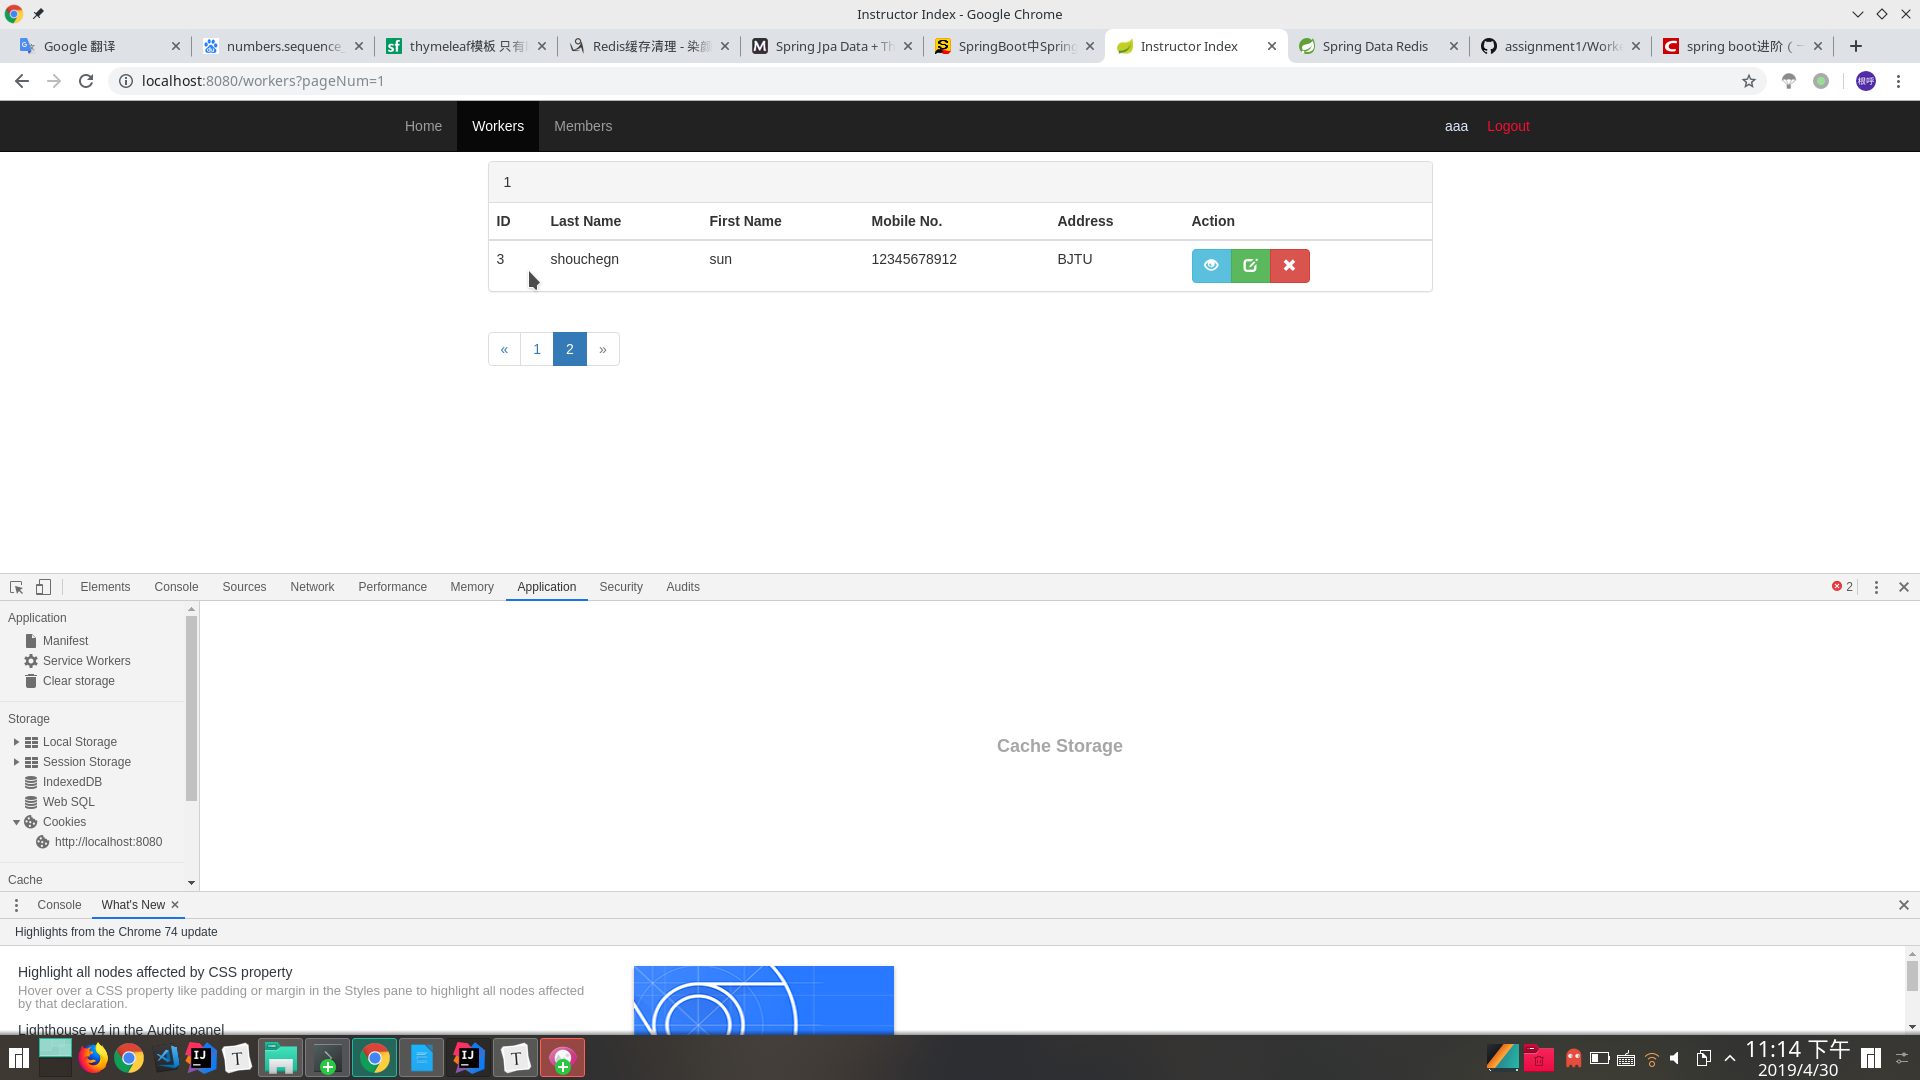 Instructor Index - Google Chrome
Google 翻译
numbers.sequence
thymeleaf模板 只有
Redis缓存清理 - 染颜
Spring Jpa Data + Th
SpringBoot中Spring
Instructor Index
Spring Data Redis
assignment1/Worke
spring boot进阶（一
localhost:8080/workers?pageNum=1
根呼
Home
Workers
Members
aaa
Logout
1
ID Last Name First Name Mobile No. Address Action
3 shouchegn sun 12345678912 BJTU
« 1 2 »
Elements Console Sources Network Performance Memory Application Security Audits
2
Application
Manifest
Service Workers
Clear storage
Storage
Local Storage
Session Storage
IndexedDB
Web SQL
Cookies
http://localhost:8080
Cache
Cache Storage
Console What's New
Highlights from the Chrome 74 update
Highlight all nodes affected by CSS property
Hover over a CSS property like padding or margin in the Styles pane to highlight all nodes affected
by that declaration.
Lighthouse v4 in the Audits panel
11:14 下午
2019/4/30